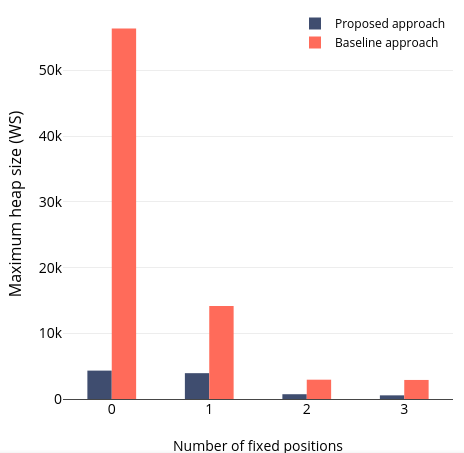 Proposed approach
Baseline approach
50k
40k
30k
20k
10k
0
Maximum heap size (WS)
0 1 2 3
Number of fixed positions